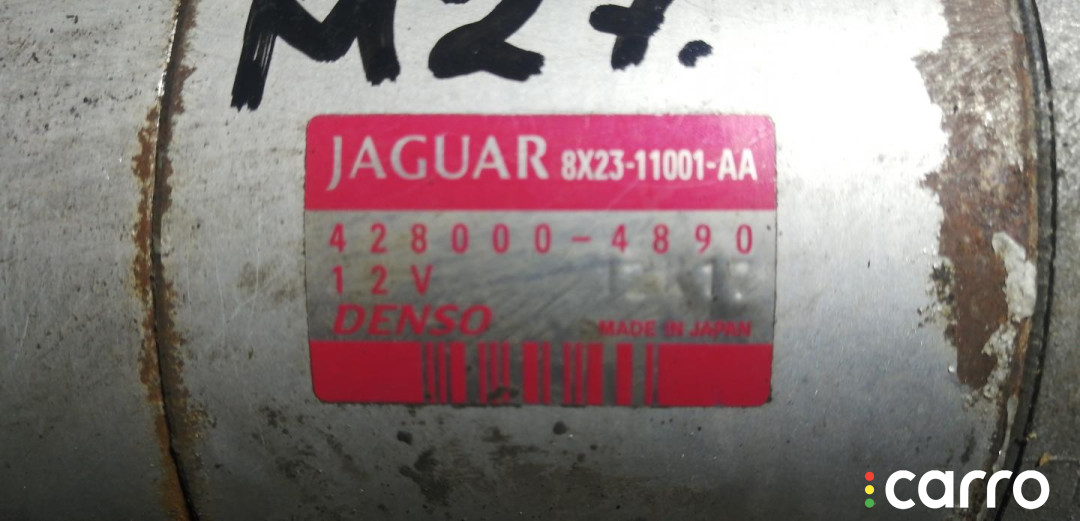 M27.
JAGUAR 8X23-11001-AA
428000-4890
12V
DENSO MADE IN JAPAN
carro